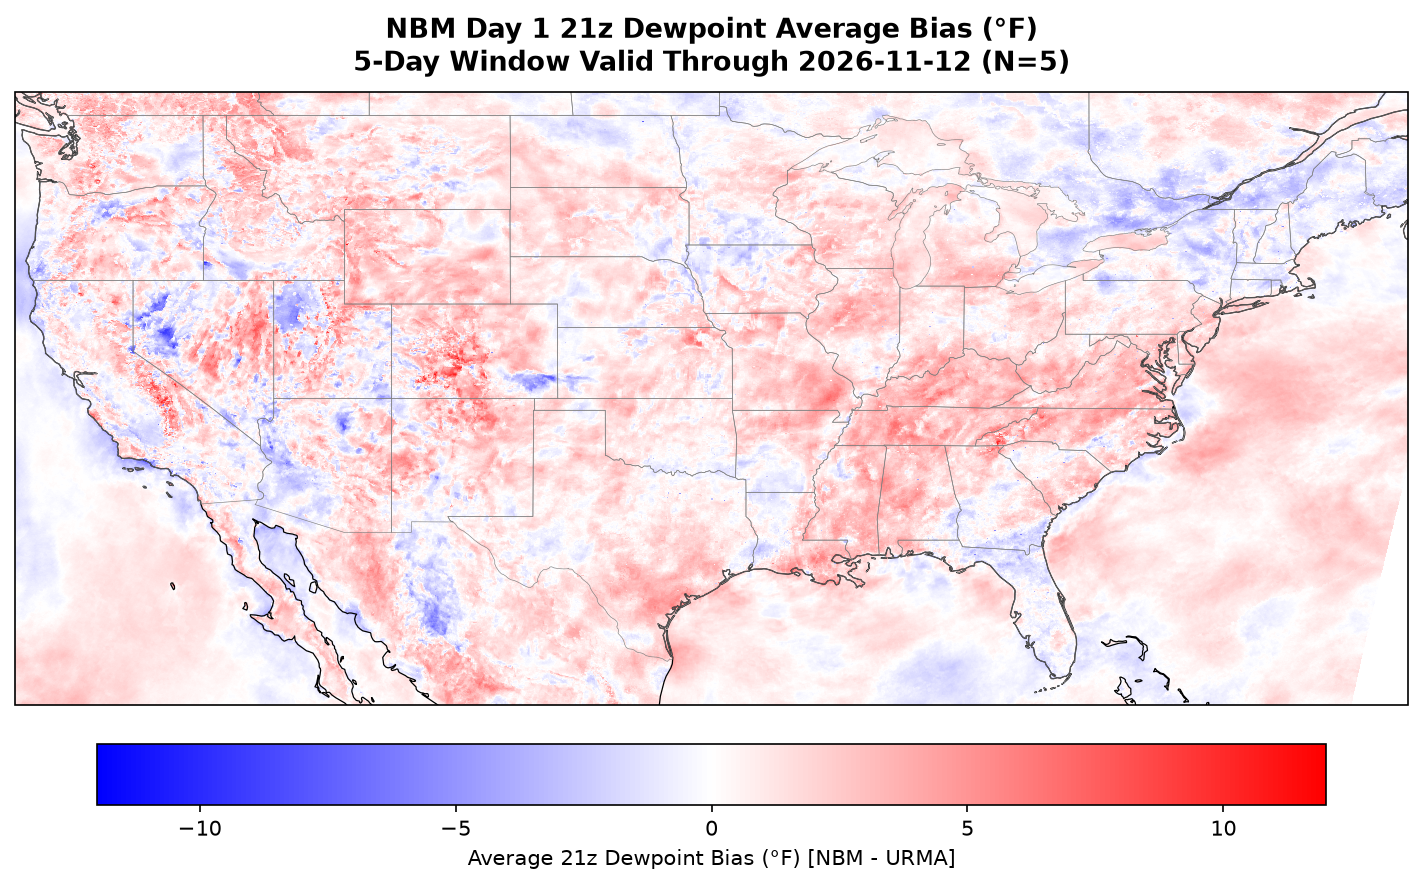 NBM Day 1 21z Dewpoint Average Bias (°F)
5-Day Window Valid Through 2026-11-12 (N=5)
−10 −5 0 5 10
Average 21z Dewpoint Bias (°F) [NBM - URMA]